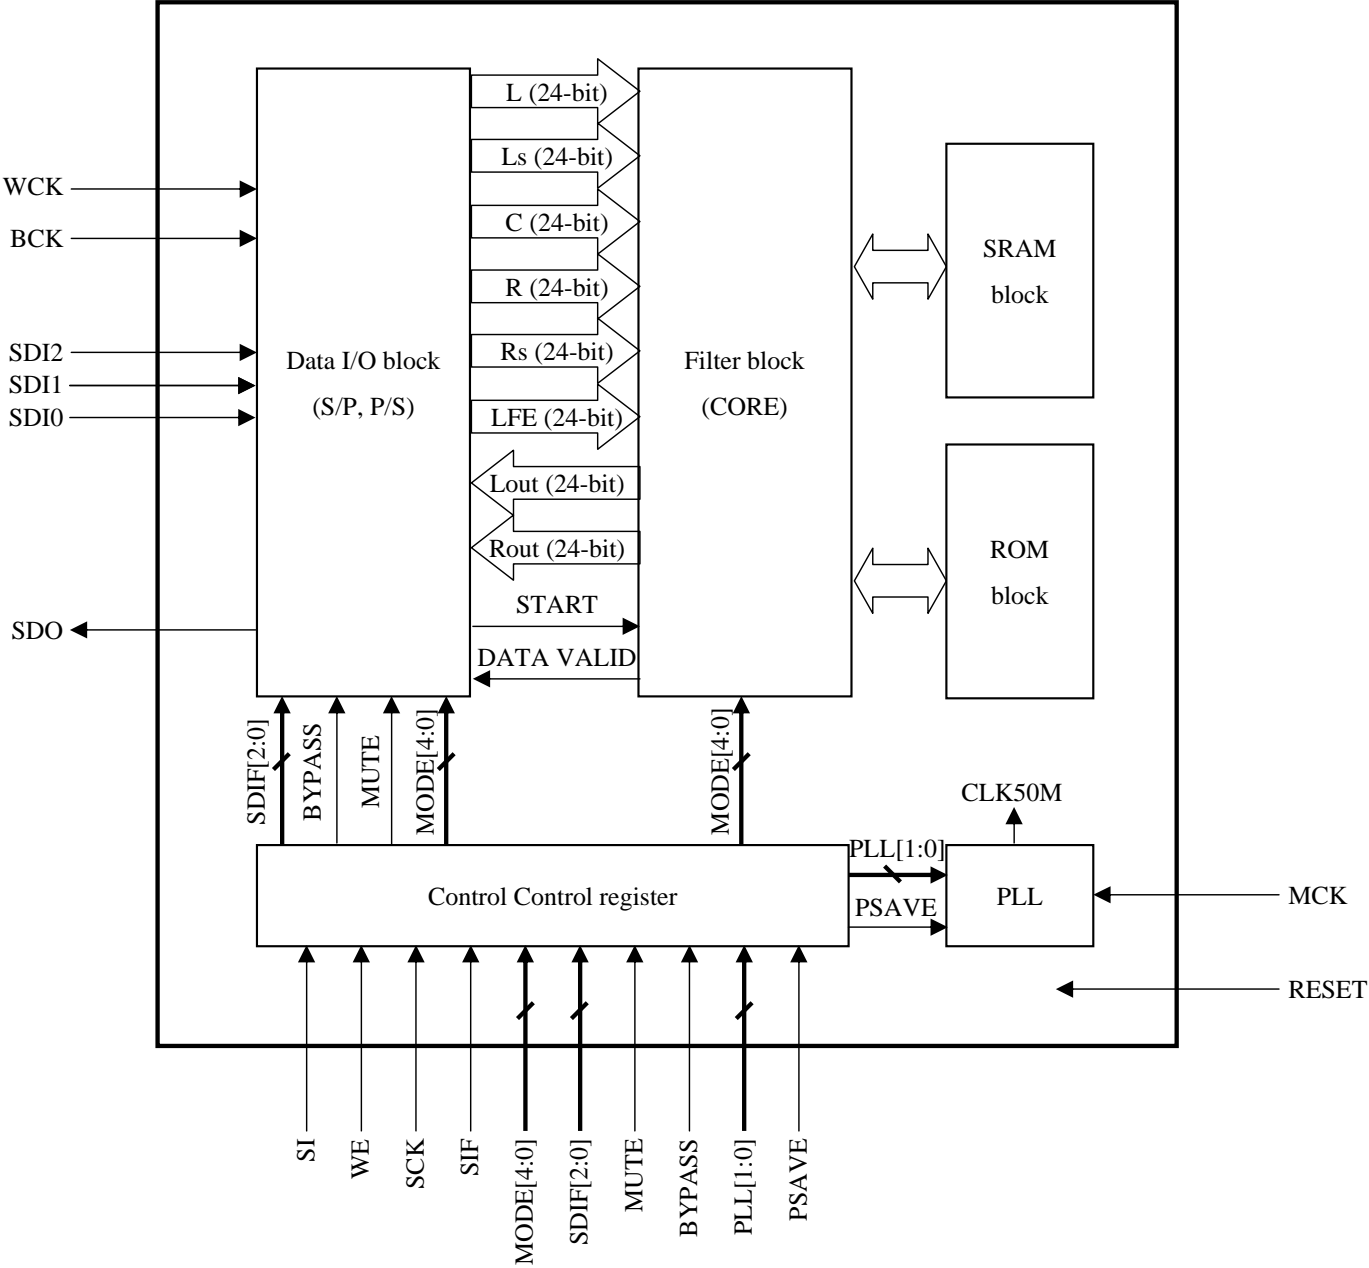 L (24-bit)
Ls (24-bit)
C (24-bit)
R (24-bit)
Rs (24-bit)
LFE (24-bit)
Lout (24-bit)
Rout (24-bit)
START
DATA VALID
WCK
BCK
SDI2
SDI1
SDI0
SDO
Data I/O block
(S/P, P/S)
Filter block
(CORE)
SRAM
block
ROM
block
SDIF[2:0]
BYPASS
MUTE
MODE[4:0]
MODE[4:0]
CLK50M
PLL[1:0]
PSAVE
Control Control register
PLL
MCK
RESET
SI
WE
SCK
SIF
MODE[4:0]
SDIF[2:0]
MUTE
BYPASS
PLL[1:0]
PSAVE